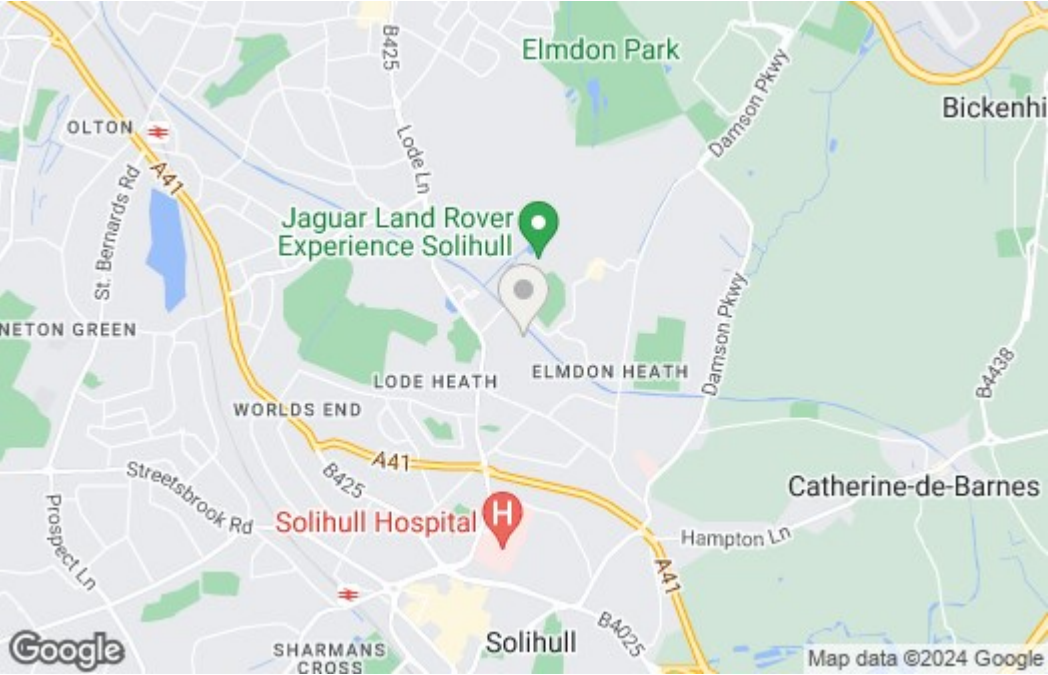 B425
Elmdon Park
Damson Pkwy
Bickenhi
OLTON
Lode Ln
A41
St. Bernards Rd
Jaguar Land Rover
Experience Solihull
NETON GREEN
Damson Pkwy
LODE HEATH
ELMDON HEATH
B4438
WORLDS END
A41
B425
Streetsbrook Rd
Catherine-de-Barnes
Prospect Ln
Solihull Hospital
H
Hampton Ln
A41
B4025
Solihull
SHARMANS
CROSS
Google
Map data ©2024 Google